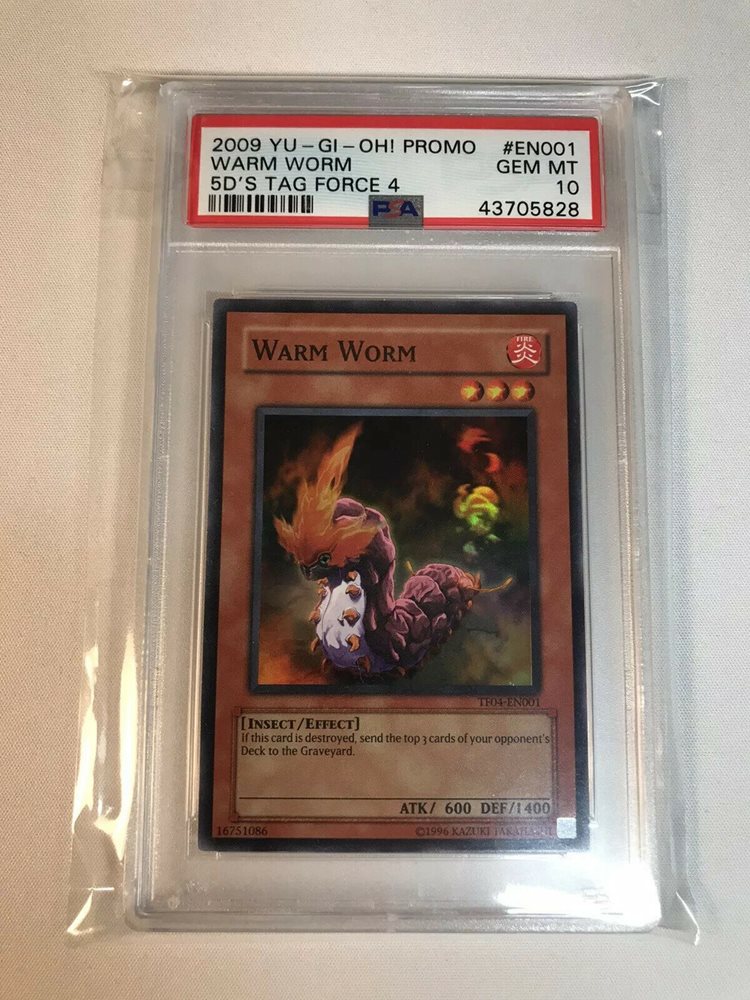 2009 YU-GI-OH! PROMO #EN001
WARM WORM GEM MT
5D'S TAG FORCE 4 10
PSA 43705828
WARM WORM
FIRE
炎
TF04-EN001
[INSECT/EFFECT]
If this card is destroyed, send the top 3 cards of your opponent's
Deck to the Graveyard.
ATK/ 600 DEF/1400
16751086 ©1996 KAZUKI TAKAHASHI